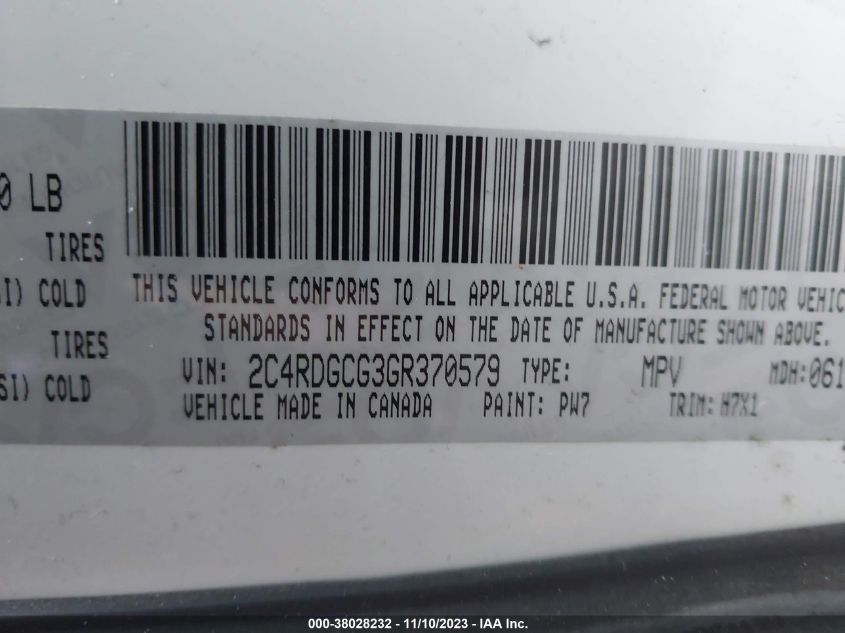 0 LB
TIRES
SI) COLD
TIRES
SI) COLD
THIS VEHICLE CONFORMS TO ALL APPLICABLE U.S.A. FEDERAL MOTOR VEHIC
STANDARDS IN EFFECT ON THE DATE OF MANUFACTURE SHOWN ABOVE.
VIN: 2C4RDGCG3GR370579 TYPE: MPV MDH:061
VEHICLE MADE IN CANADA PAINT: PW7 TRIM: H7X1
000-38028232 - 11/10/2023 - IAA Inc.